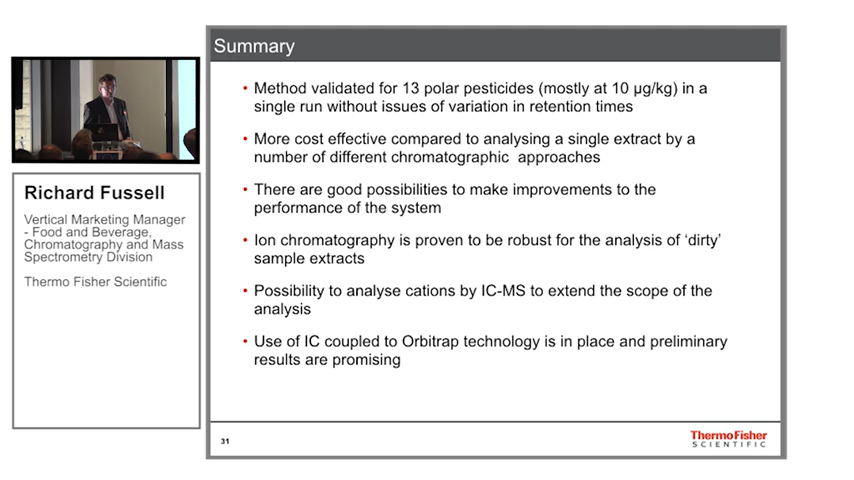 Summary
• Method validated for 13 polar pesticides (mostly at 10 µg/kg) in a
single run without issues of variation in retention times
• More cost effective compared to analysing a single extract by a
number of different chromatographic approaches
• There are good possibilities to make improvements to the
performance of the system
• Ion chromatography is proven to be robust for the analysis of ‘dirty’
sample extracts
• Possibility to analyse cations by IC-MS to extend the scope of the
analysis
• Use of IC coupled to Orbitrap technology is in place and preliminary
results are promising
31
ThermoFisher
SCIENTIFIC
Richard Fussell
Vertical Marketing Manager
- Food and Beverage,
Chromatography and Mass
Spectrometry Division
Thermo Fisher Scientific